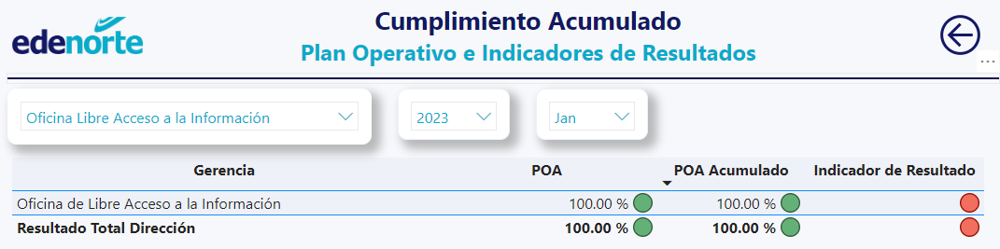 edenorte
Cumplimiento Acumulado
Plan Operativo e Indicadores de Resultados
Oficina Libre Acceso a la Información
2023
Jan
Gerencia POA POA Acumulado Indicador de Resultado
Oficina de Libre Acceso a la Información 100.00 % 100.00 %
Resultado Total Dirección 100.00 % 100.00 %